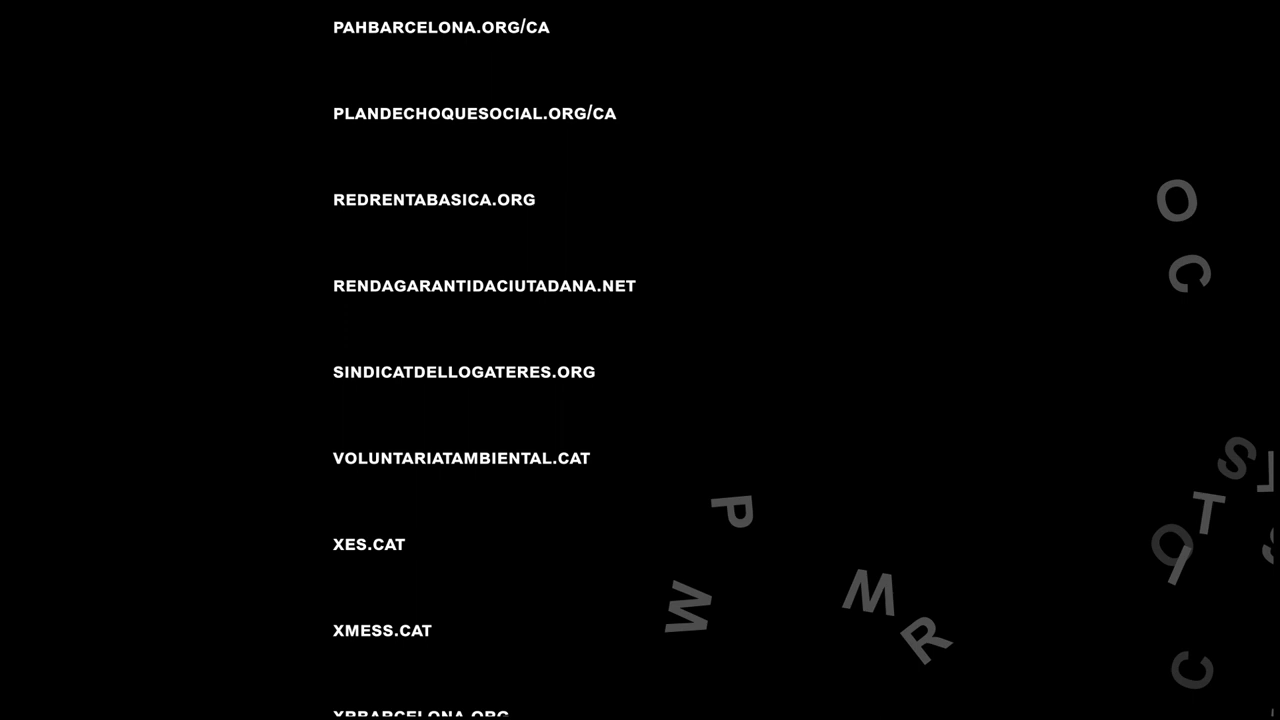 PAHBARCELONA.ORG/CA
PLANDECHOQUESOCIAL.ORG/CA
REDRENTABASICA.ORG
RENDAGARANTIDACIUTADANA.NET
SINDICATDELLOGATERES.ORG
VOLUNTARIATAMBIENTAL.CAT
XES.CAT
XMESS.CAT
O
C
S
T
O
I
P
M
M
R
C